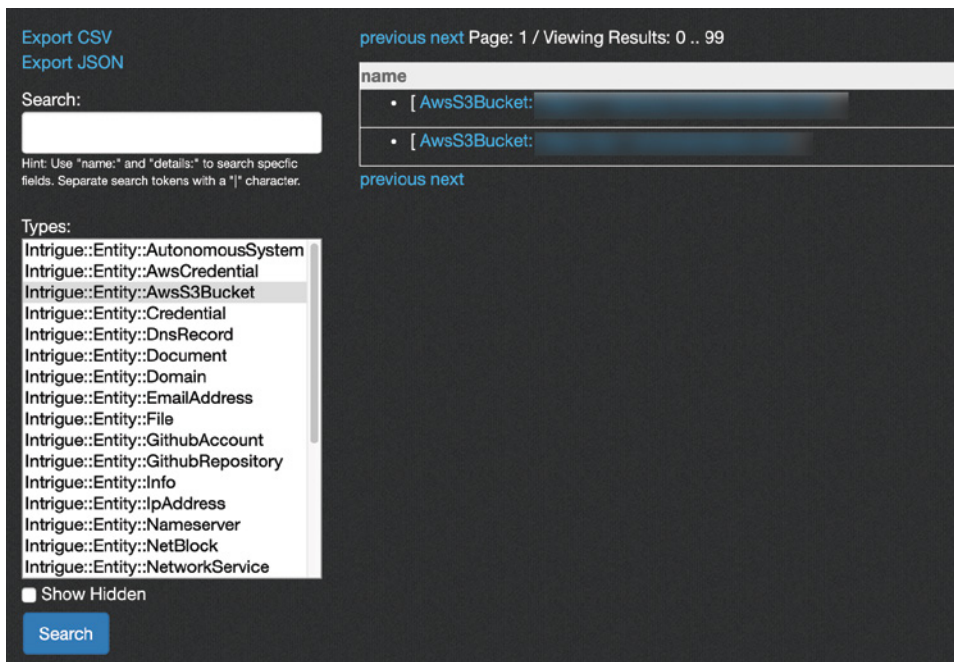 Export CSV
Export JSON
Search:
Hint: Use "name:" and "details:" to search specfic
fields. Separate search tokens with a "|" character.
Types:
Intrigue::Entity::AutonomousSystem
Intrigue::Entity::AwsCredential
Intrigue::Entity::AwsS3Bucket
Intrigue::Entity::Credential
Intrigue::Entity::DnsRecord
Intrigue::Entity::Document
Intrigue::Entity::Domain
Intrigue::Entity::EmailAddress
Intrigue::Entity::File
Intrigue::Entity::GithubAccount
Intrigue::Entity::GithubRepository
Intrigue::Entity::Info
Intrigue::Entity::IpAddress
Intrigue::Entity::Nameserver
Intrigue::Entity::NetBlock
Intrigue::Entity::NetworkService
Show Hidden
Search
previous next Page: 1 / Viewing Results: 0 .. 99
name
• [ AwsS3Bucket:
• [ AwsS3Bucket:
previous next